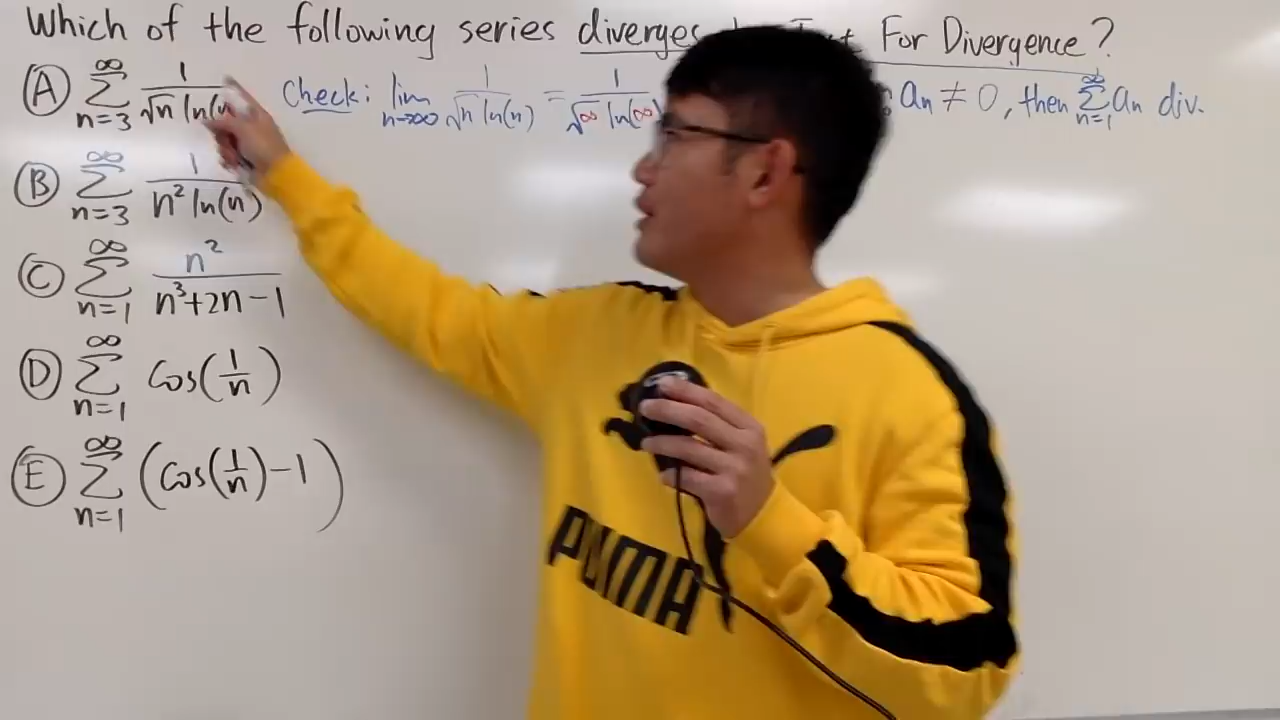 Which of the following series diverges Test For Divergence?
(A) ∞ Σ n=3 1/(√n ln(n Check: lim n→∞ 1/(√n ln(n)) = 1/(√∞ ln(∞) an ≠ 0, then ∞ Σ n=1 an div.
(B) ∞ Σ n=3 1/(n² ln(n))
(C) ∞ Σ n=1 n²/(n³+2n-1)
(D) ∞ Σ n=1 Cos(1/n)
(E) ∞ Σ n=1 (Cos(1/n)-1)
PUMA